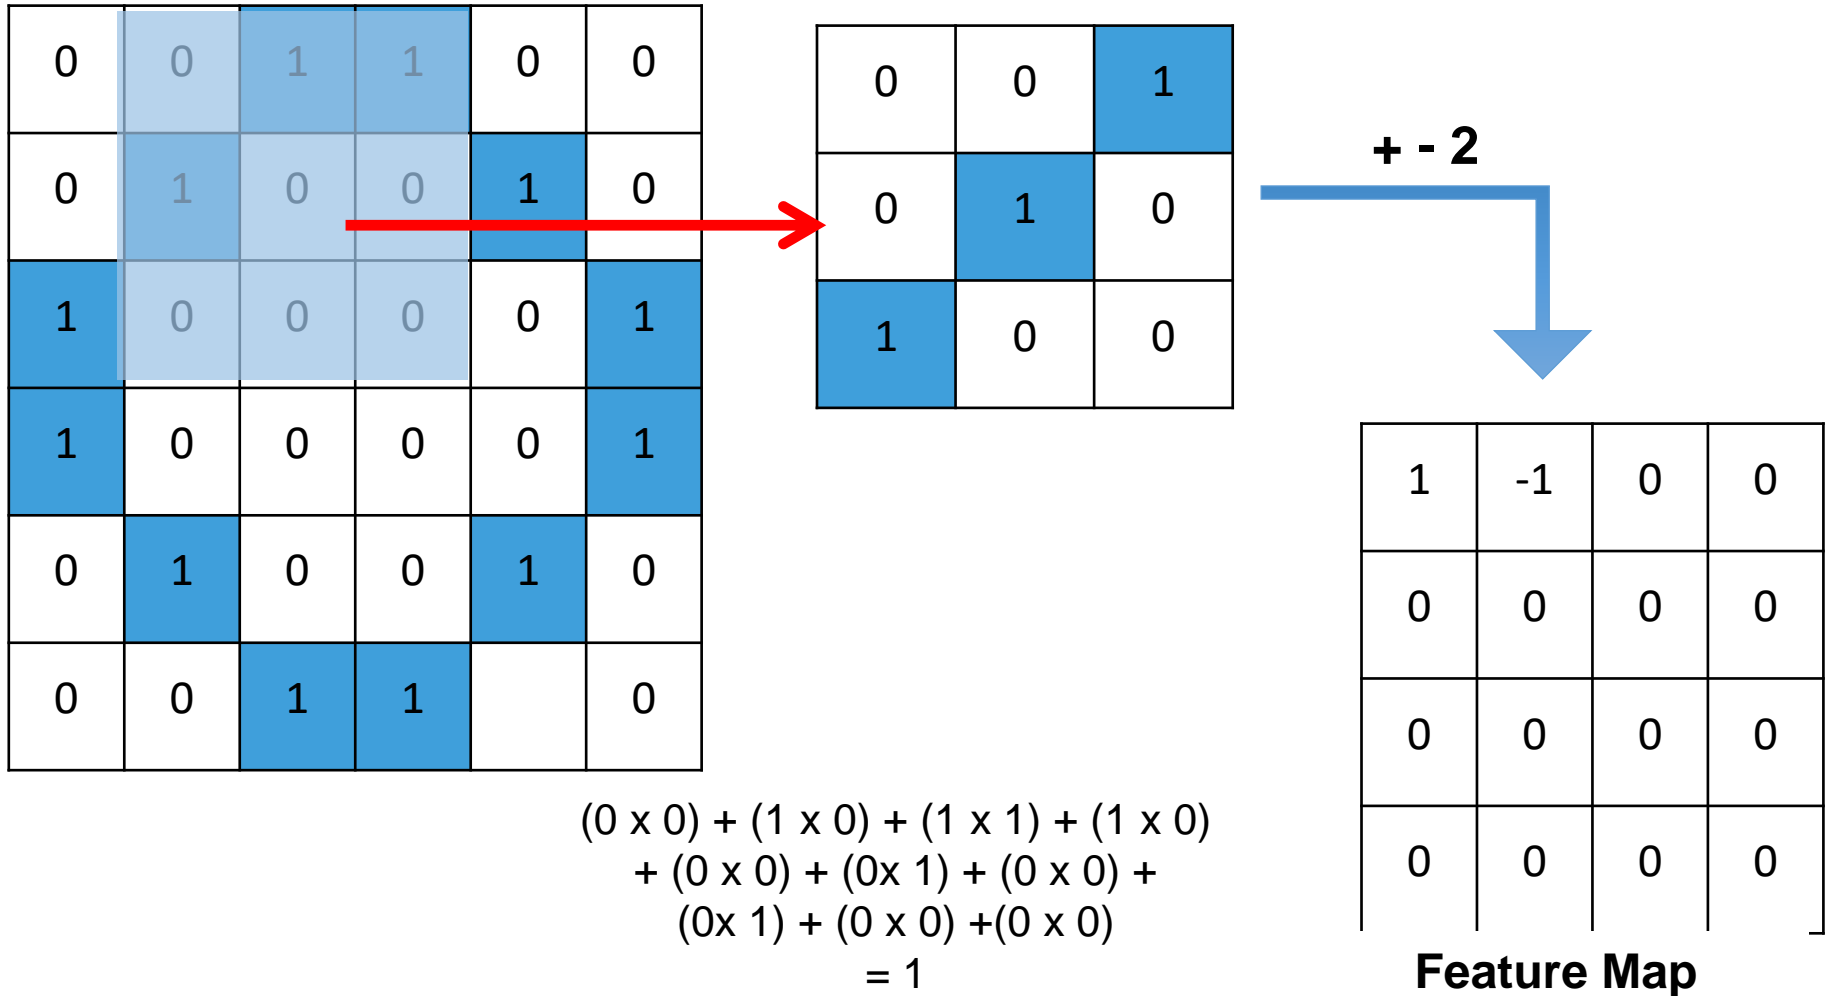 0 0 1 1 0 0
0 1 0 0 1 0
1 0 0 0 0 1
1 0 0 0 0 1
0 1 0 0 1 0
0 0 1 1 0
0 0 1
0 1 0
1 0 0
+ - 2
1 -1 0 0
0 0 0 0
0 0 0 0
0 0 0 0
Feature Map
(0 x 0) + (1 x 0) + (1 x 1) + (1 x 0)
+ (0 x 0) + (0x 1) + (0 x 0) +
(0x 1) + (0 x 0) +(0 x 0)
= 1